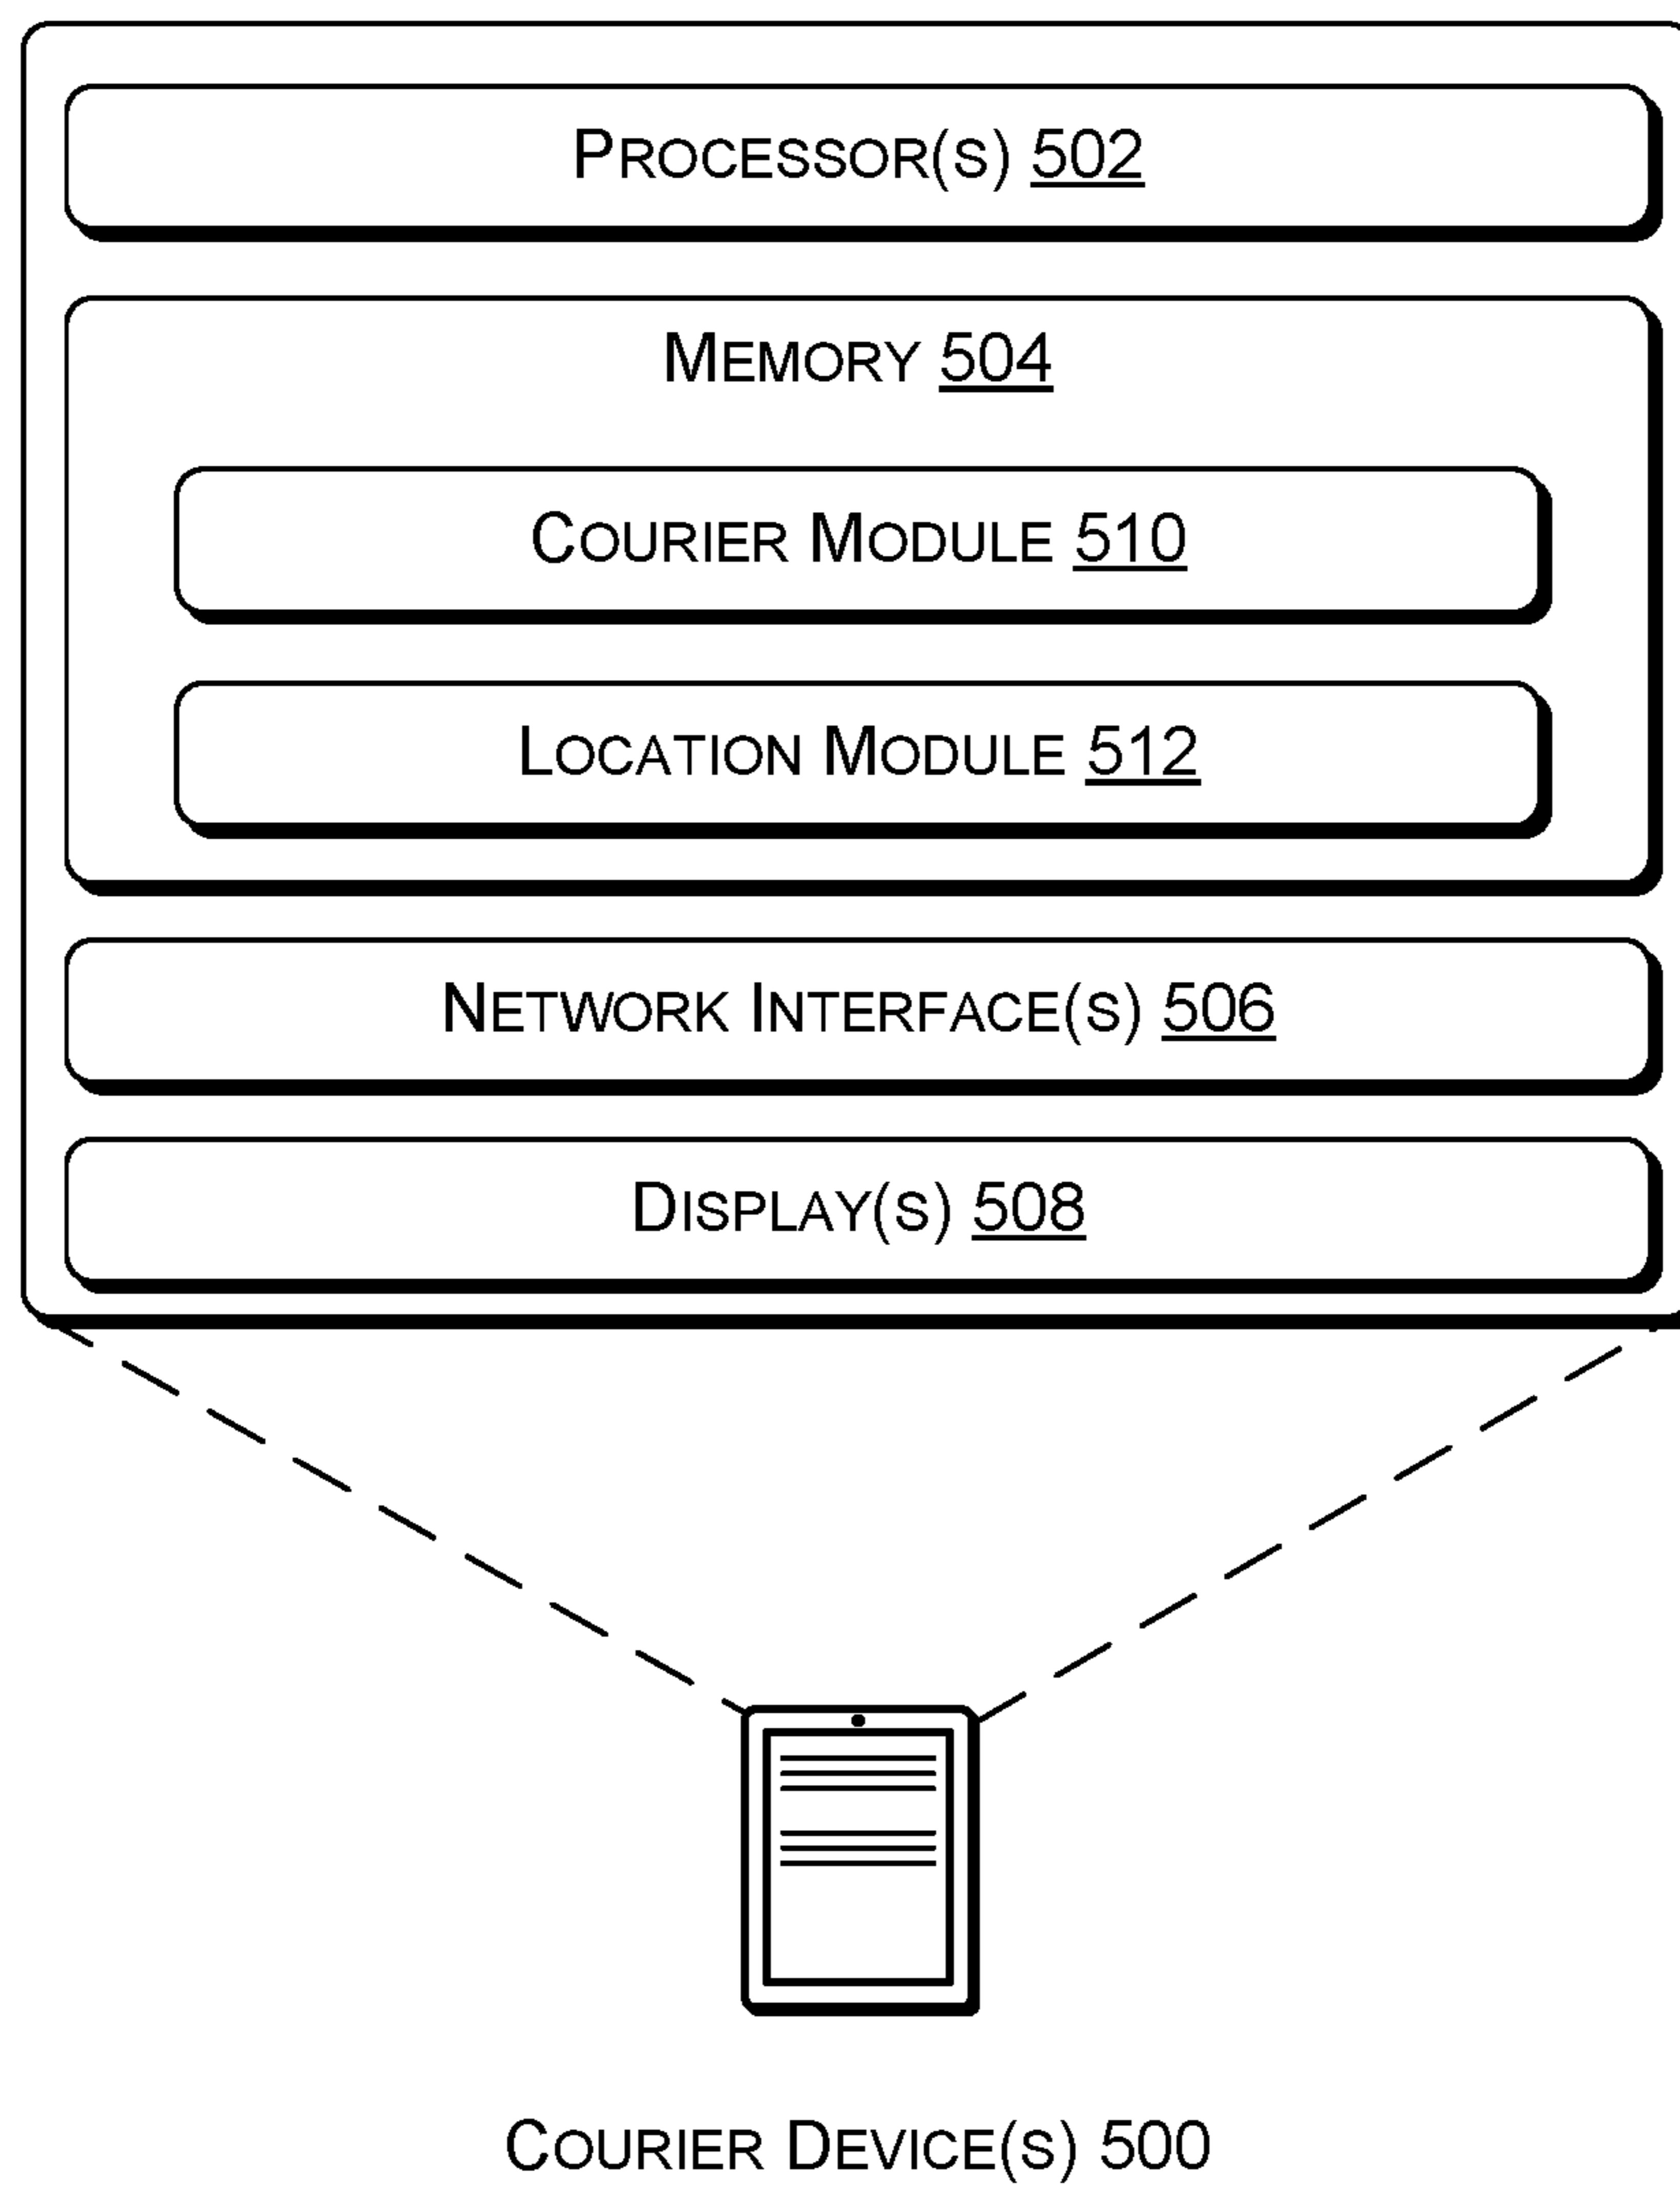 PROCESSOR(S) 502
MEMORY 504
COURIER MODULE 510
LOCATION MODULE 512
NETWORK INTERFACE(S) 506
DISPLAY(S) 508
COURIER DEVICE(S) 500